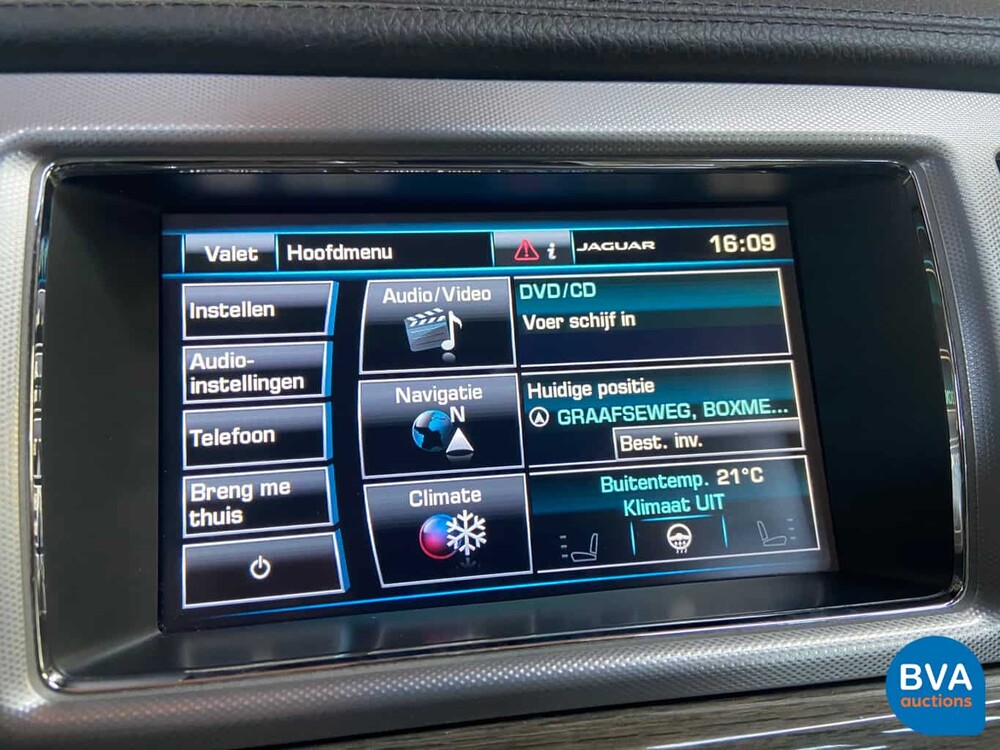 Valet
Hoofdmenu
i
JAGUAR
16:09
Instellen
Audio-
instellingen
Telefoon
Breng me
thuis
Audio/Video
Navigatie
N
Climate
DVD/CD
Voer schijf in
Huidige positie
GRAAFSEWEG, BOXME...
Best. inv.
Buitentemp. 21°C
Klimaat UIT
BVA
auctions